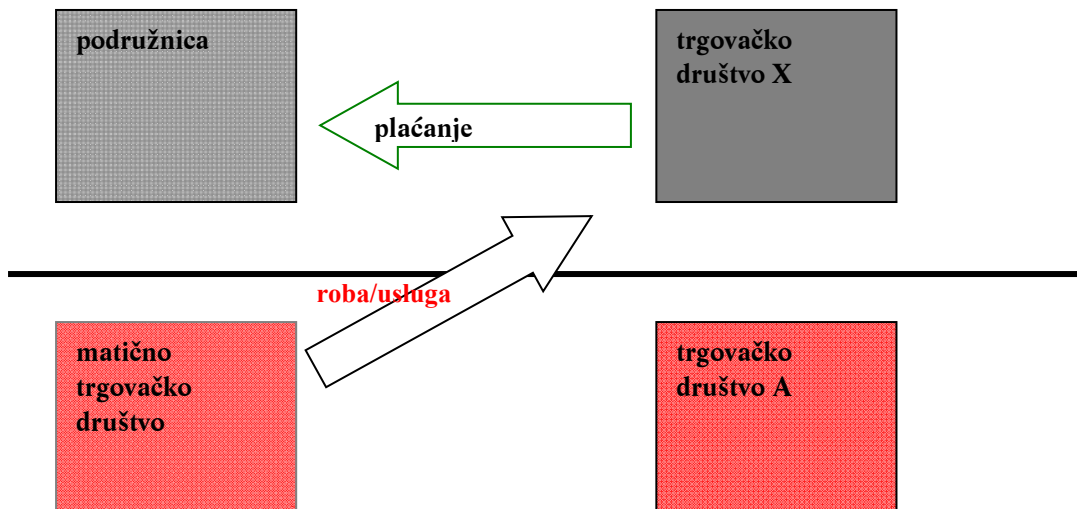 podružnica
trgovačko
društvo X
plaćanje
roba/usluga
matično
trgovačko
društvo
trgovačko
društvo A